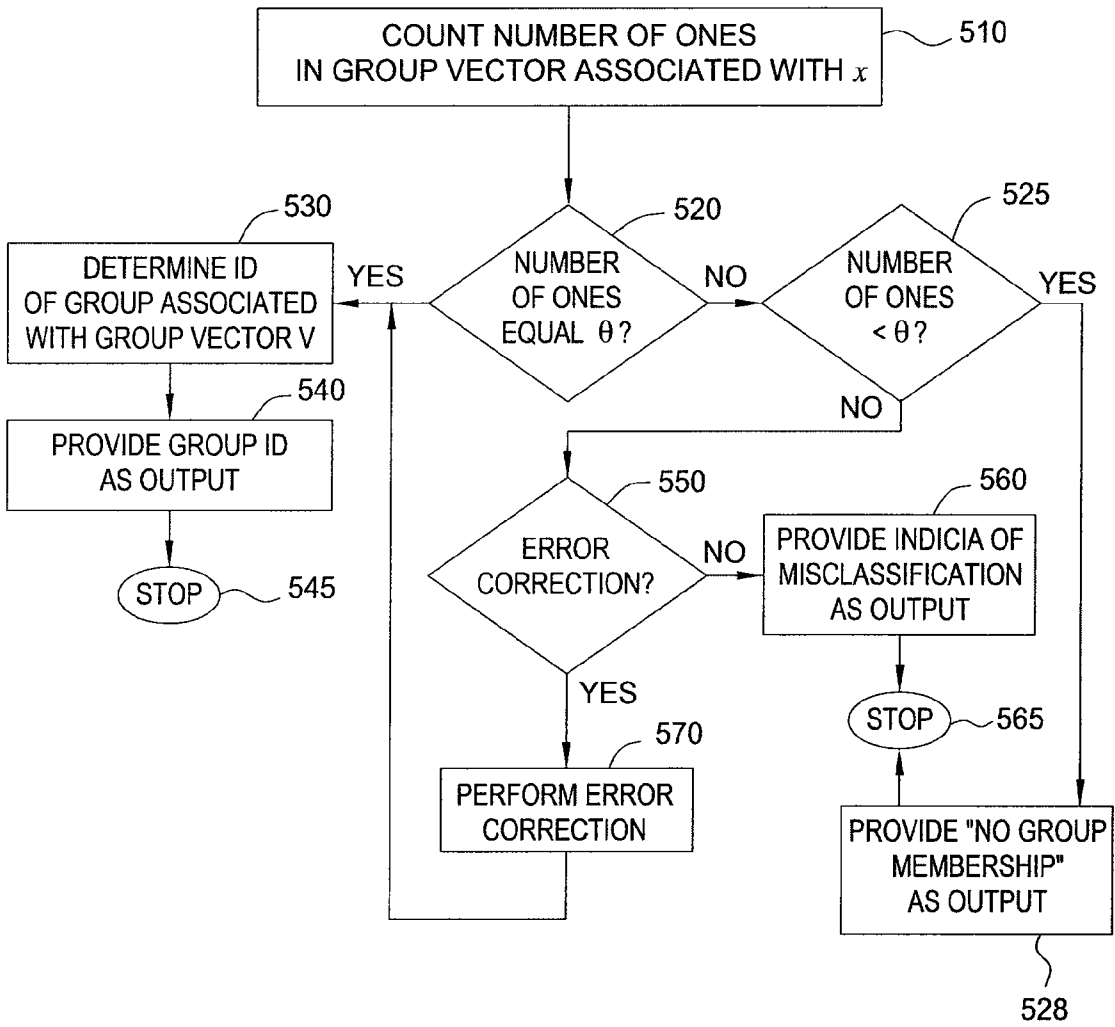 COUNT NUMBER OF ONES
IN GROUP VECTOR ASSOCIATED WITH x
510
530
DETERMINE ID
OF GROUP ASSOCIATED
WITH GROUP VECTOR V
YES
520
NUMBER
OF ONES
EQUAL θ?
NO
525
NUMBER
OF ONES
< θ?
YES
NO
540
PROVIDE GROUP ID
AS OUTPUT
STOP
545
550
ERROR
CORRECTION?
NO
560
PROVIDE INDICIA OF
MISCLASSIFICATION
AS OUTPUT
YES
STOP
565
570
PERFORM ERROR
CORRECTION
PROVIDE "NO GROUP
MEMBERSHIP"
AS OUTPUT
528